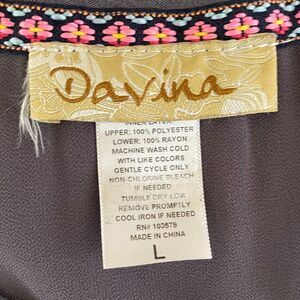 Davina
INNER LAYER:
UPPER: 100% POLYESTER
LOWER: 100% RAYON
MACHINE WASH COLD
WITH LIKE COLORS
GENTLE CYCLE ONLY
NON-CHLORINE BLEACH
IF NEEDED
TUMBLE DRY LOW
REMOVE PROMPTLY
COOL IRON IF NEEDED
RN# 103579
MADE IN CHINA
L